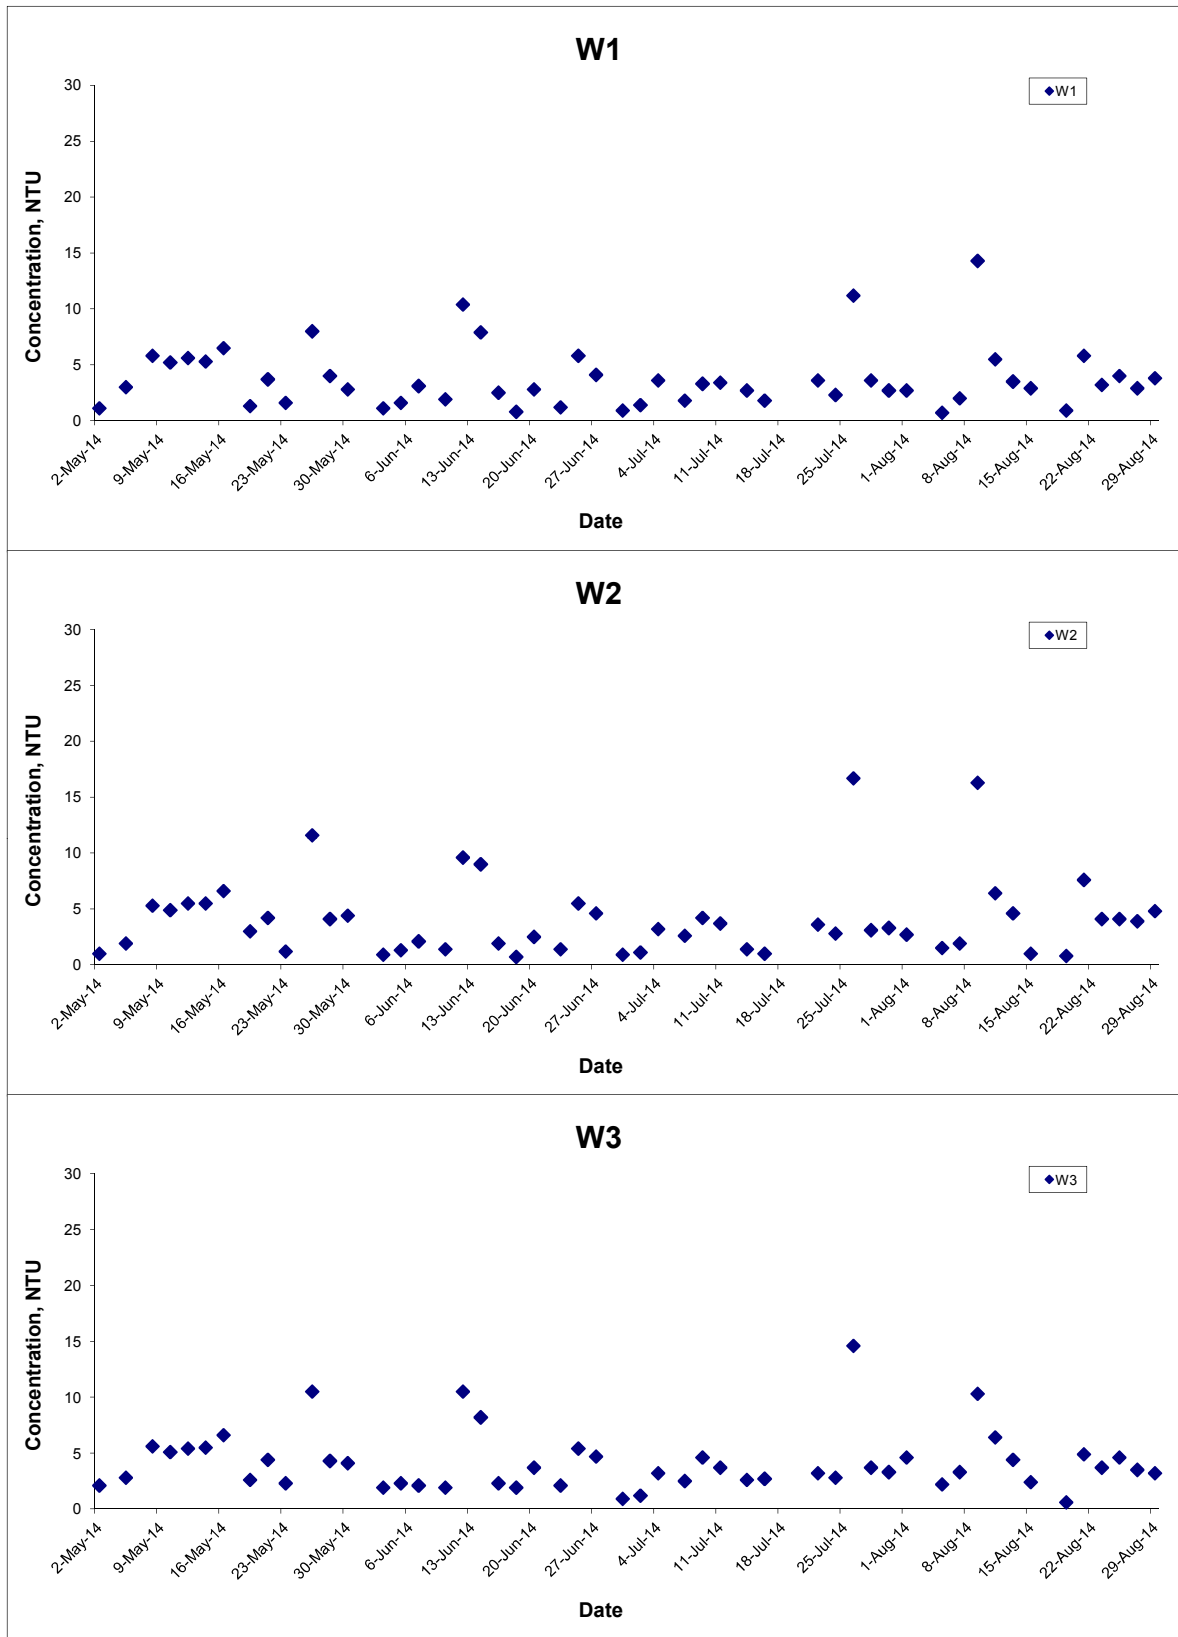 W1
30
W1
25
20
15
10
5
0
Concentration, NTU
2-May-14
9-May-14
16-May-14
23-May-14
30-May-14
6-Jun-14
13-Jun-14
20-Jun-14
27-Jun-14
4-Jul-14
11-Jul-14
18-Jul-14
25-Jul-14
1-Aug-14
8-Aug-14
15-Aug-14
22-Aug-14
29-Aug-14
Date
W2
30
W2
25
20
15
10
5
0
Concentration, NTU
2-May-14
9-May-14
16-May-14
23-May-14
30-May-14
6-Jun-14
13-Jun-14
20-Jun-14
27-Jun-14
4-Jul-14
11-Jul-14
18-Jul-14
25-Jul-14
1-Aug-14
8-Aug-14
15-Aug-14
22-Aug-14
29-Aug-14
Date
W3
30
W3
25
20
15
10
5
0
Concentration, NTU
2-May-14
9-May-14
16-May-14
23-May-14
30-May-14
6-Jun-14
13-Jun-14
20-Jun-14
27-Jun-14
4-Jul-14
11-Jul-14
18-Jul-14
25-Jul-14
1-Aug-14
8-Aug-14
15-Aug-14
22-Aug-14
29-Aug-14
Date